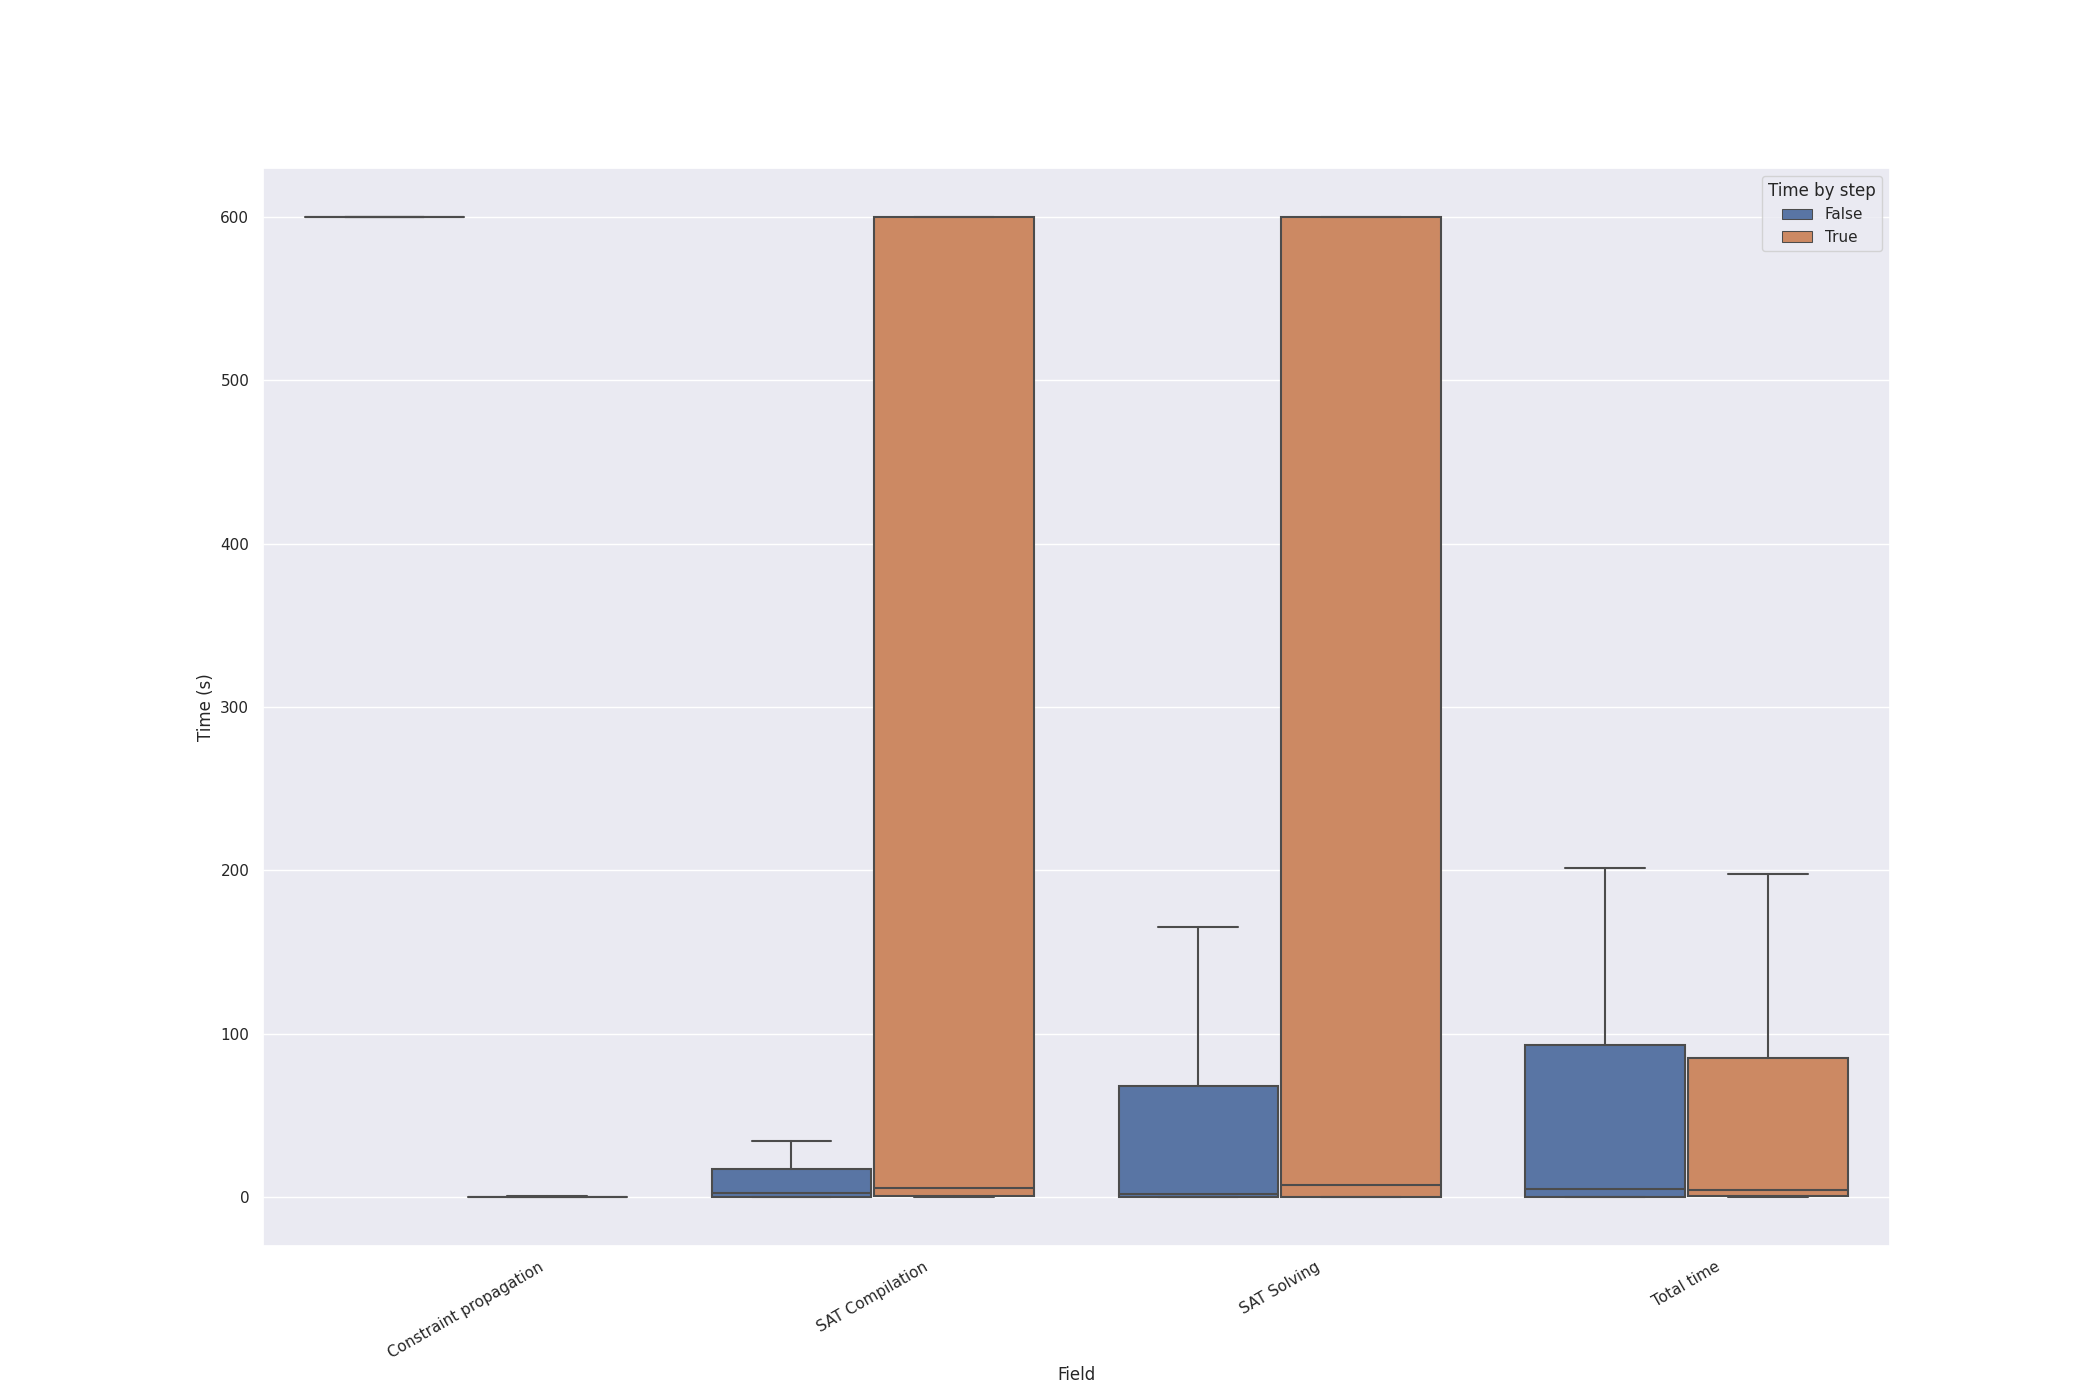 Time by step
False
True
600
500
400
300
200
100
0
Time (s)
Constraint propagation
SAT Compilation
SAT Solving
Total time
Field